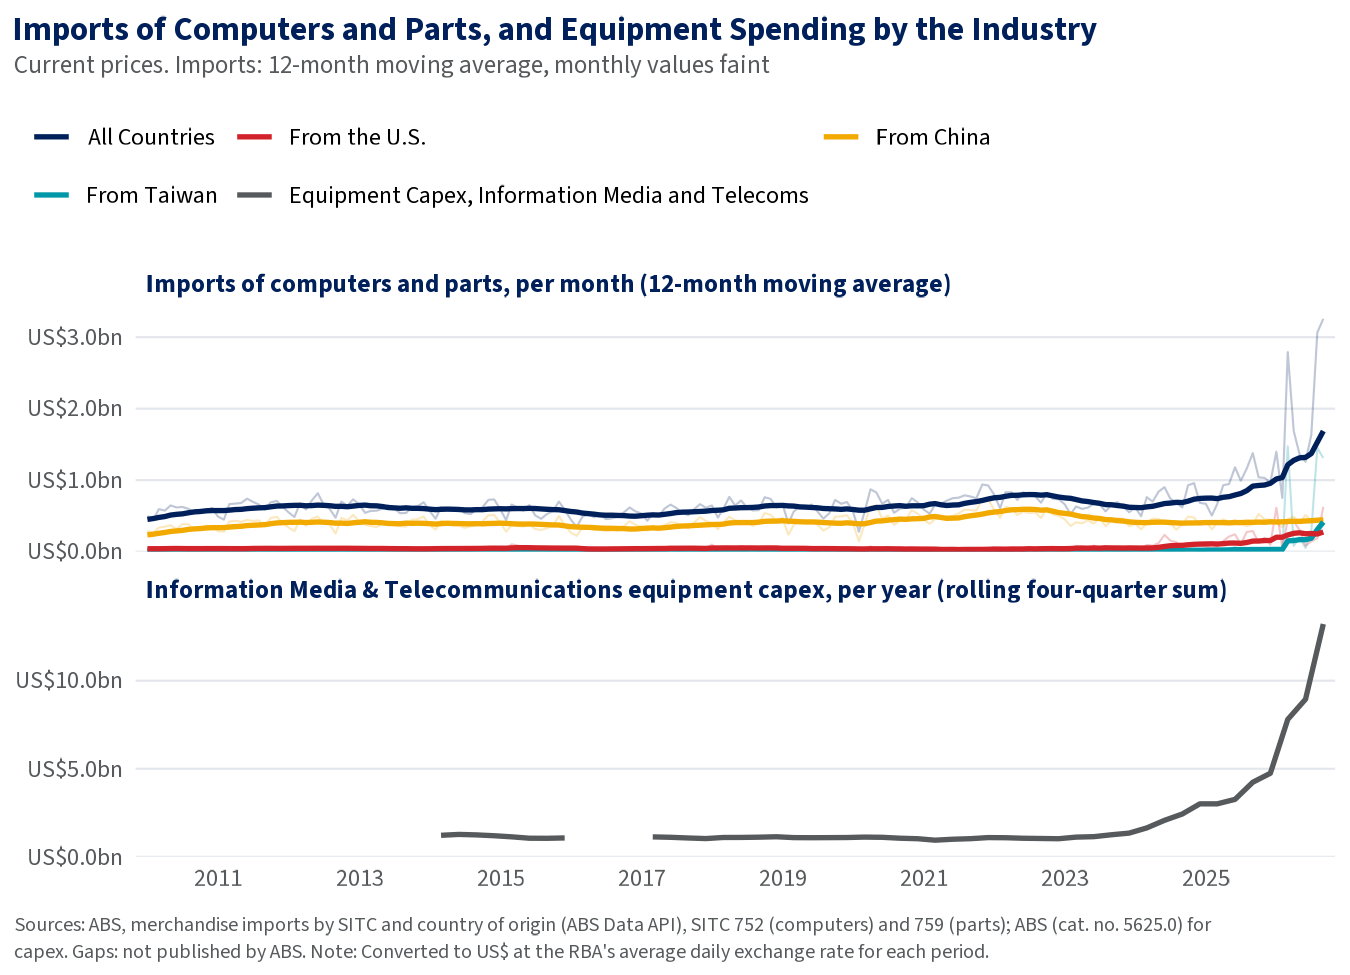 Imports of Computers and Parts, and Equipment Spending by the Industry
Current prices. Imports: 12-month moving average, monthly values faint
All Countries
From the U.S.
From China
From Taiwan
Equipment Capex, Information Media and Telecoms
Imports of computers and parts, per month (12-month moving average)
US$3.0bn
US$2.0bn
US$1.0bn
US$0.0bn
Information Media & Telecommunications equipment capex, per year (rolling four-quarter sum)
US$10.0bn
US$5.0bn
US$0.0bn
2011 2013 2015 2017 2019 2021 2023 2025
Sources: ABS, merchandise imports by SITC and country of origin (ABS Data API), SITC 752 (computers) and 759 (parts); ABS (cat. no. 5625.0) for
capex. Gaps: not published by ABS. Note: Converted to US$ at the RBA's average daily exchange rate for each period.